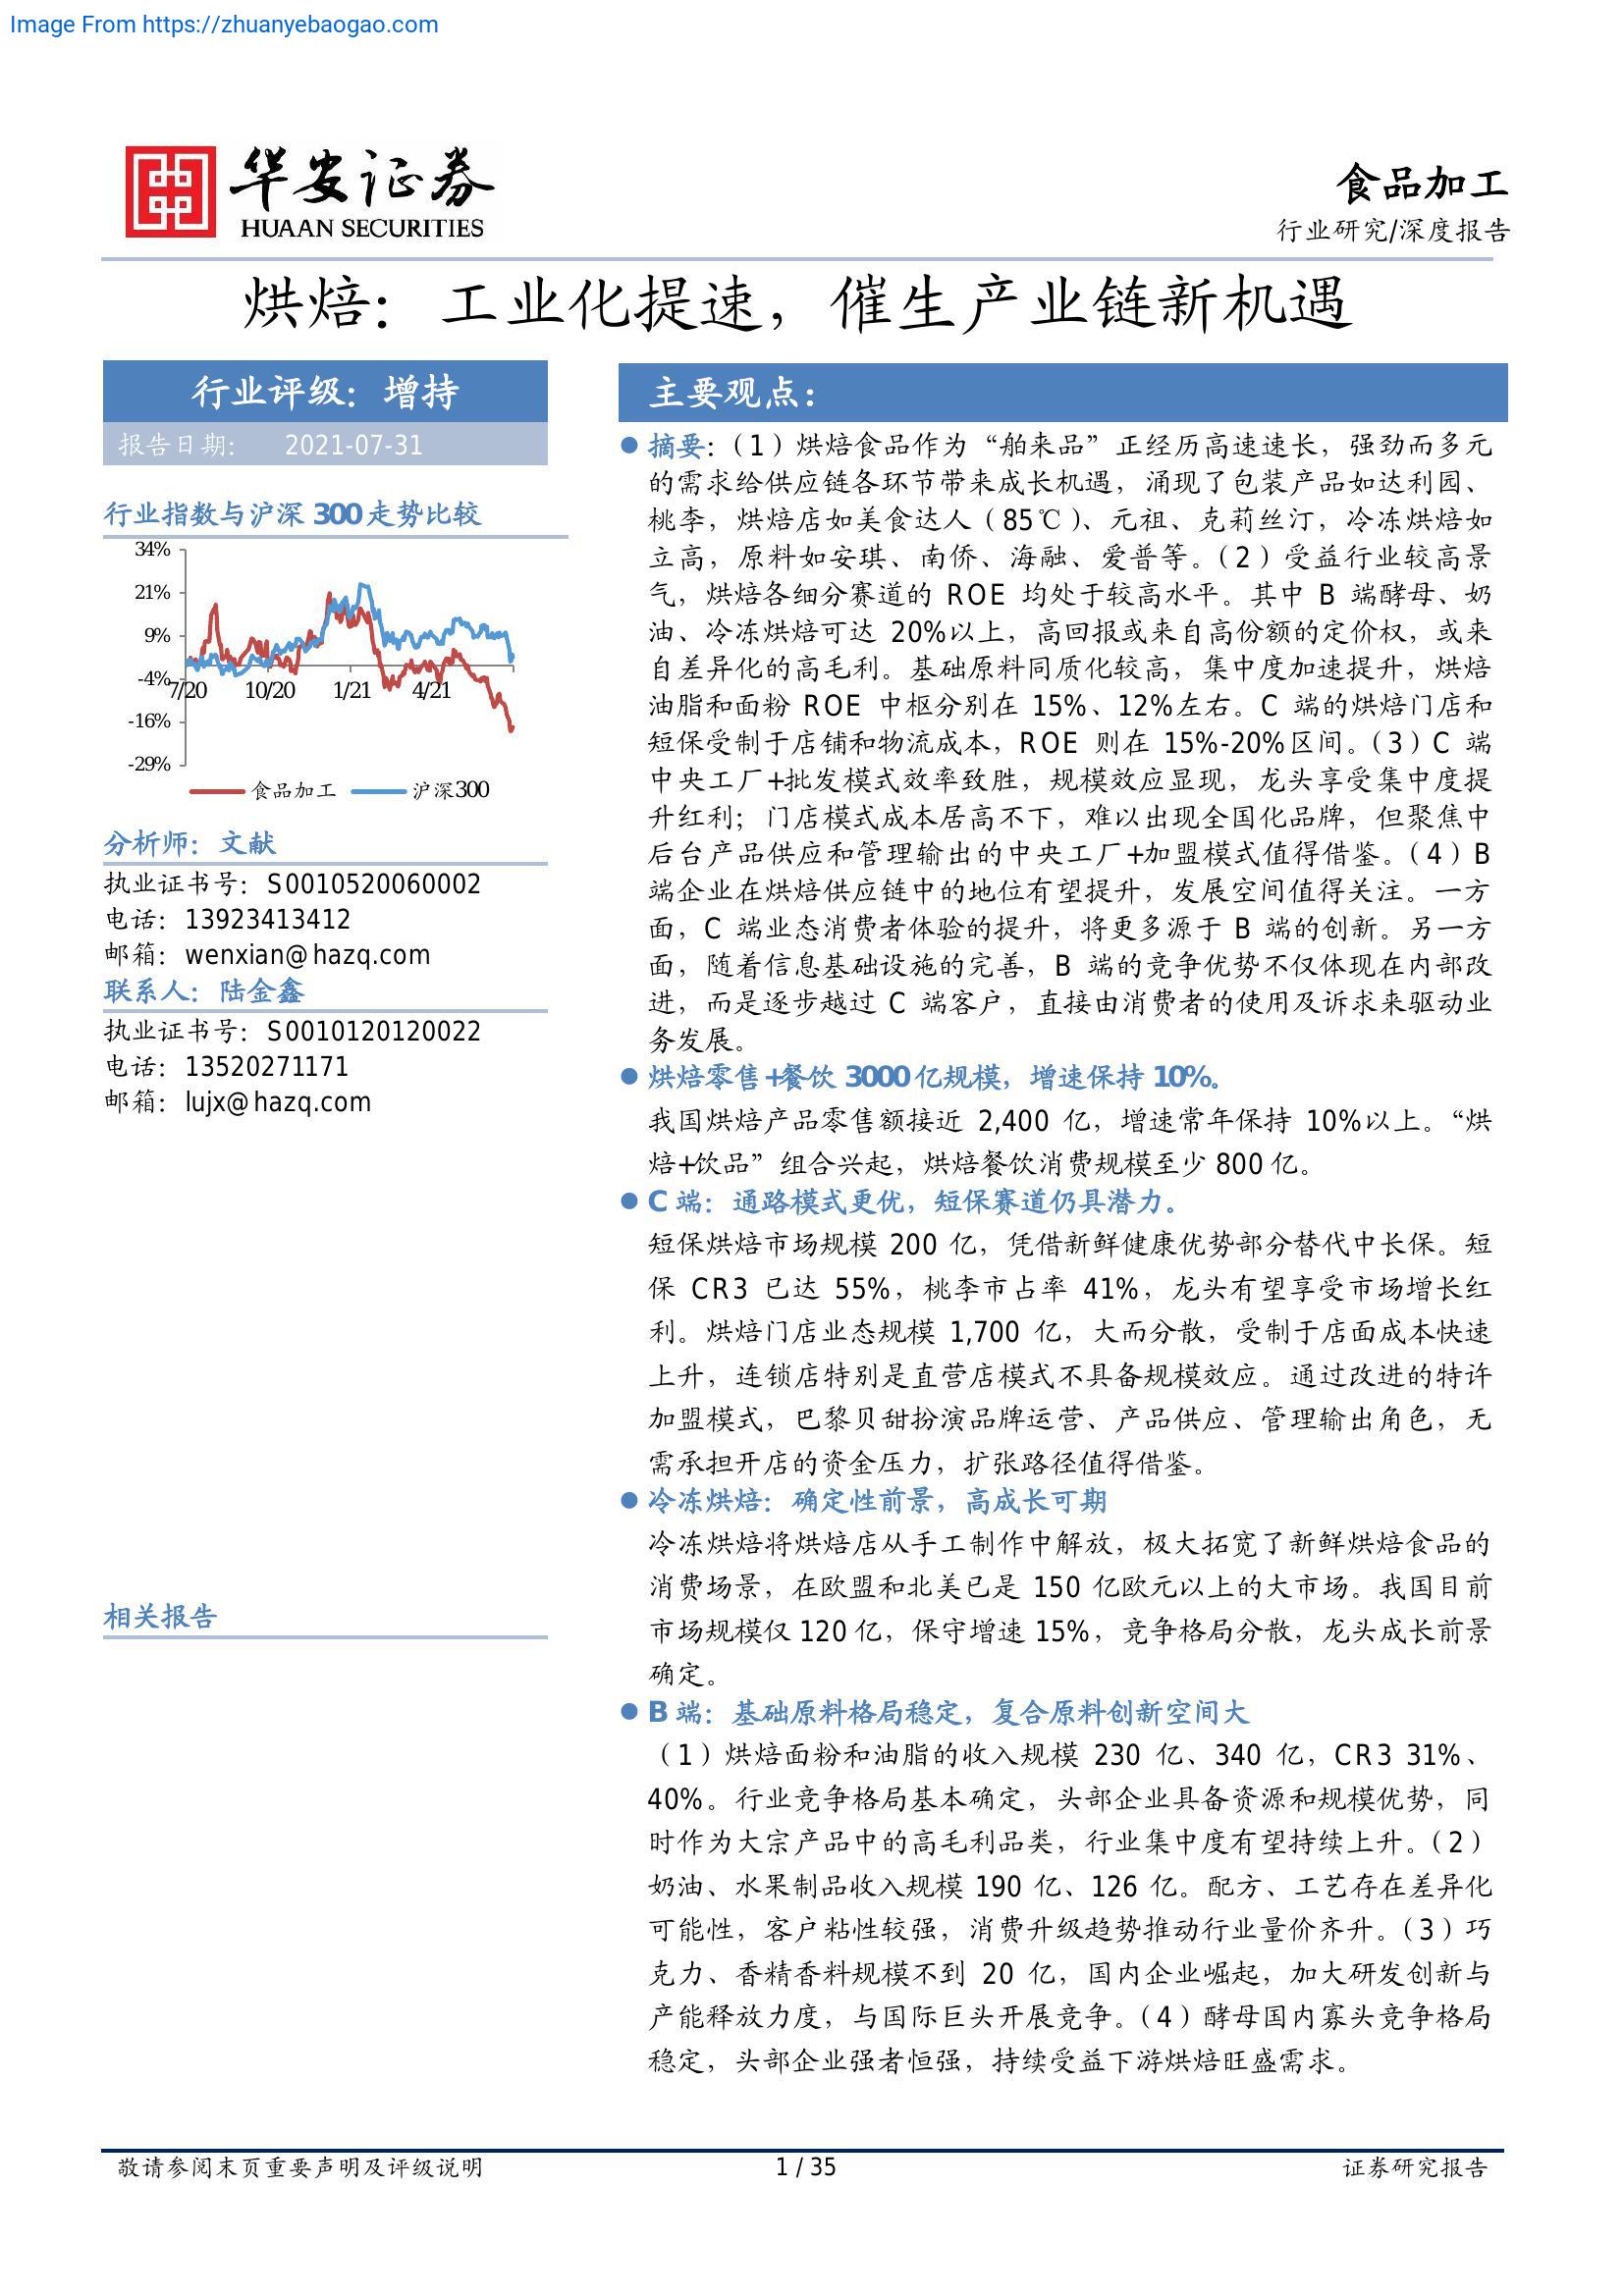 Image From https://zhuanyebaogao.com
华安证券
HUAAN SECURITIES
食品加工
行业研究/深度报告
烘焙：工业化提速，催生产业链新机遇
行业评级：增持
报告日期： 2021-07-31
行业指数与沪深 300 走势比较
34%
21%
9%
-4%
-16%
-29%
7/20 10/20 1/21 4/21
食品加工 沪深300
分析师：文献
执业证书号：S0010520060002
电话：13923413412
邮箱：wenxian@hazq.com
联系人：陆金鑫
执业证书号：S0010120120022
电话：13520271171
邮箱：lujx@hazq.com
相关报告
主要观点：
● 摘要：（1）烘焙食品作为“舶来品”正经历高速速长，强劲而多元
的需求给供应链各环节带来成长机遇，涌现了包装产品如达利园、
桃李，烘焙店如美食达人（85℃）、元祖、克莉丝汀，冷冻烘焙如
立高，原料如安琪、南侨、海融、爱普等。（2）受益行业较高景
气，烘焙各细分赛道的 ROE 均处于较高水平。其中 B 端酵母、奶
油、冷冻烘焙可达 20%以上，高回报或来自高份额的定价权，或来
自差异化的高毛利。基础原料同质化较高，集中度加速提升，烘焙
油脂和面粉 ROE 中枢分别在 15%、12%左右。C 端的烘焙门店和
短保受制于店铺和物流成本，ROE 则在 15%-20%区间。（3）C 端
中央工厂+批发模式效率致胜，规模效应显现，龙头享受集中度提
升红利；门店模式成本居高不下，难以出现全国化品牌，但聚焦中
后台产品供应和管理输出的中央工厂+加盟模式值得借鉴。（4）B
端企业在烘焙供应链中的地位有望提升，发展空间值得关注。一方
面，C 端业态消费者体验的提升，将更多源于 B 端的创新。另一方
面，随着信息基础设施的完善，B 端的竞争优势不仅体现在内部改
进，而是逐步越过 C 端客户，直接由消费者的使用及诉求来驱动业
务发展。
● 烘焙零售+餐饮 3000 亿规模，增速保持 10%。
我国烘焙产品零售额接近 2,400 亿，增速常年保持 10%以上。“烘
焙+饮品”组合兴起，烘焙餐饮消费规模至少 800 亿。
● C 端：通路模式更优，短保赛道仍具潜力。
短保烘焙市场规模 200 亿，凭借新鲜健康优势部分替代中长保。短
保 CR3 已达 55%，桃李市占率 41%，龙头有望享受市场增长红
利。烘焙门店业态规模 1,700 亿，大而分散，受制于店面成本快速
上升，连锁店特别是直营店模式不具备规模效应。通过改进的特许
加盟模式，巴黎贝甜扮演品牌运营、产品供应、管理输出角色，无
需承担开店的资金压力，扩张路径值得借鉴。
● 冷冻烘焙：确定性前景，高成长可期
冷冻烘焙将烘焙店从手工制作中解放，极大拓宽了新鲜烘焙食品的
消费场景，在欧盟和北美已是 150 亿欧元以上的大市场。我国目前
市场规模仅 120 亿，保守增速 15%，竞争格局分散，龙头成长前景
确定。
● B 端：基础原料格局稳定，复合原料创新空间大
（1）烘焙面粉和油脂的收入规模 230 亿、340 亿，CR3 31%、
40%。行业竞争格局基本确定，头部企业具备资源和规模优势，同
时作为大宗产品中的高毛利品类，行业集中度有望持续上升。（2）
奶油、水果制品收入规模 190 亿、126 亿。配方、工艺存在差异化
可能性，客户粘性较强，消费升级趋势推动行业量价齐升。（3）巧
克力、香精香料规模不到 20 亿，国内企业崛起，加大研发创新与
产能释放力度，与国际巨头开展竞争。（4）酵母国内寡头竞争格局
稳定，头部企业强者恒强，持续受益下游烘焙旺盛需求。
敬请参阅末页重要声明及评级说明 1 / 35 证券研究报告